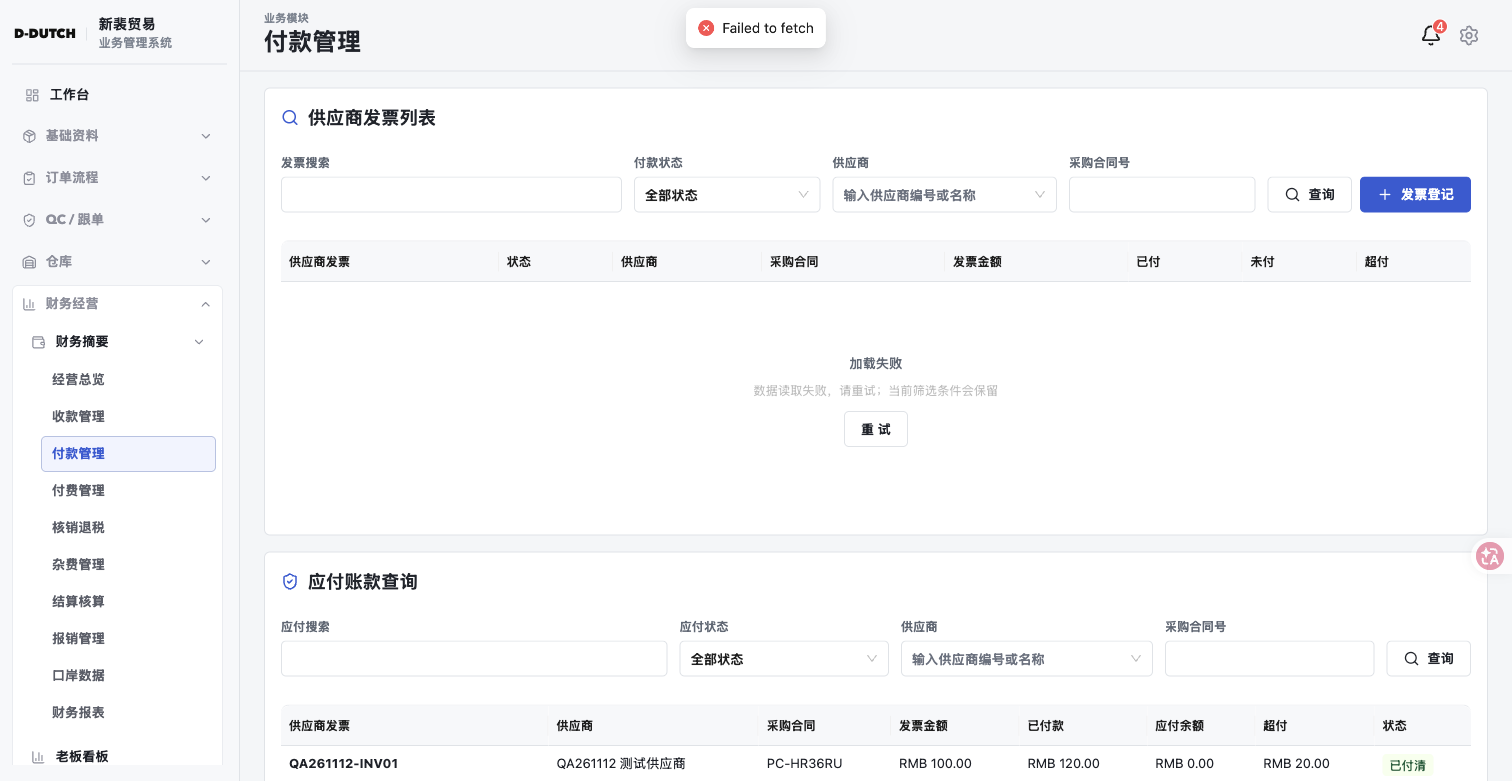 D-DUTCH
新装贸易
业务管理系统
工作台
基础资料
订单流程
QC / 跟单
仓库
财务经营
财务摘要
经营总览
收款管理
付款管理
付费管理
核销退税
杂费管理
结算核算
报销管理
口岸数据
财务报表
老板看板
业务模块
付款管理
Failed to fetch
4
供应商发票列表
发票搜索 付款状态 供应商 采购合同号
全部状态 输入供应商编号或名称 查询 发票登记
供应商发票 状态 供应商 采购合同 发票金额 已付 未付 超付
加载失败
数据读取失败，请重试；当前筛选条件会保留
重 试
应付账款查询
应付搜索 应付状态 供应商 采购合同号
全部状态 输入供应商编号或名称 查询
供应商发票 供应商 采购合同 发票金额 已付款 应付余额 超付 状态
QA261112-INV01 QA261112 测试供应商 PC-HR36RU RMB 100.00 RMB 120.00 RMB 0.00 RMB 20.00 已付清